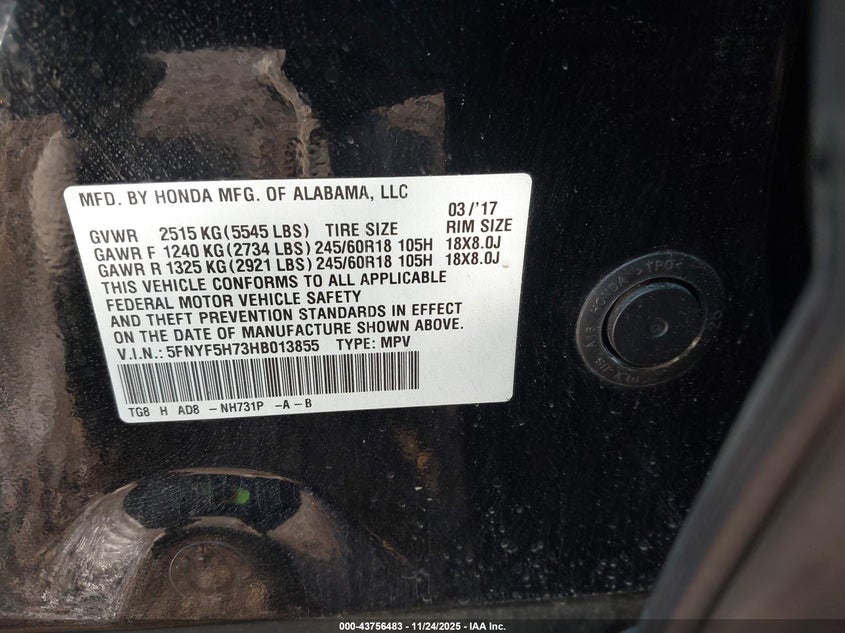 MFD. BY HONDA MFG. OF ALABAMA, LLC
03/'17
GVWR 2515 KG(5545 LBS) TIRE SIZE RIM SIZE
GAWR F 1240 KG(2734 LBS) 245/60R18 105H 18X8.0J
GAWR R 1325 KG(2921 LBS) 245/60R18 105H 18X8.0J
THIS VEHICLE CONFORMS TO ALL APPLICABLE
FEDERAL MOTOR VEHICLE SAFETY
AND THEFT PREVENTION STANDARDS IN EFFECT
ON THE DATE OF MANUFACTURE SHOWN ABOVE.
V.I.N.: 5FNYF5H73HB013855 TYPE: MPV
TG8 H AD8 -NH731P -A-B
HONDA >TPO<
000-43756483 - 11/24/2025 - IAA Inc.